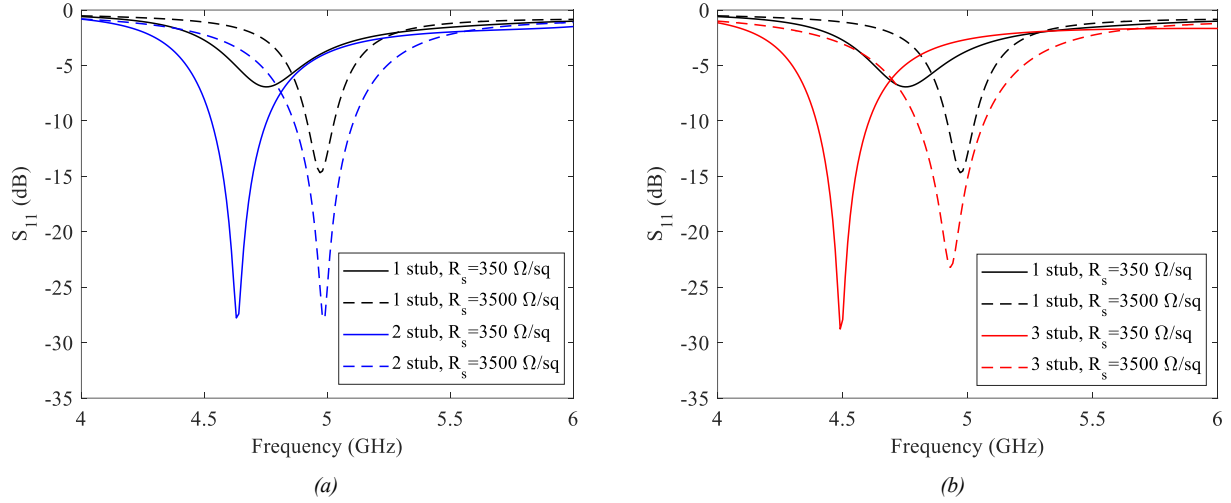 0
-5
-10
-15
-20
-25
-30
-35
S11 (dB)
1 stub, Rs=350 Ω/sq
1 stub, Rs=3500 Ω/sq
2 stub, Rs=350 Ω/sq
2 stub, Rs=3500 Ω/sq
4 4.5 5 5.5 6
Frequency (GHz)
(a)
0
-5
-10
-15
-20
-25
-30
-35
S11 (dB)
1 stub, Rs=350 Ω/sq
1 stub, Rs=3500 Ω/sq
3 stub, Rs=350 Ω/sq
3 stub, Rs=3500 Ω/sq
4 4.5 5 5.5 6
Frequency (GHz)
(b)